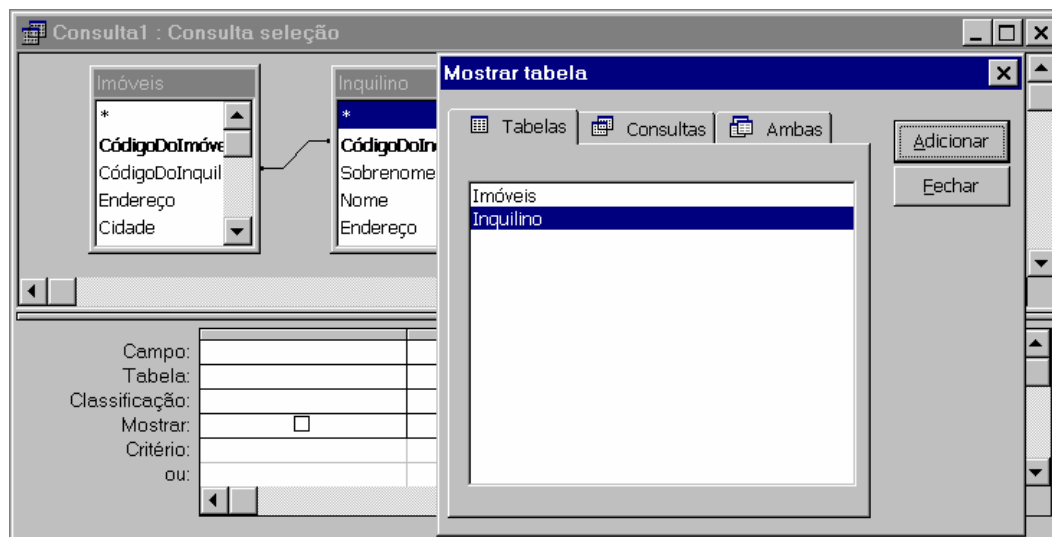 Consulta1 : Consulta seleção
Imóveis
*
CódigoDoImóve
CódigoDoInquil
Endereço
Cidade
Inquilino
*
CódigoDoIn
Sobrenome
Nome
Endereço
Mostrar tabela
Tabelas Consultas Ambas
Imóveis
Inquilino
Adicionar
Fechar
Campo:
Tabela:
Classificação:
Mostrar:
Critério:
ou: